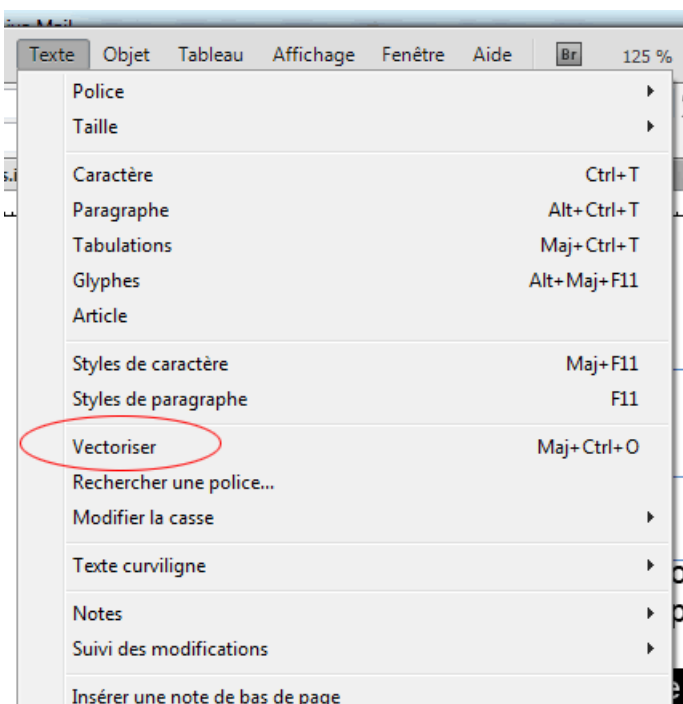 Texte Objet Tableau Affichage Fenêtre Aide Br 125 %
Police
Taille
Caractère Ctrl+T
Paragraphe Alt+Ctrl+T
Tabulations Maj+Ctrl+T
Glyphes Alt+Maj+F11
Article
Styles de caractère Maj+F11
Styles de paragraphe F11
Vectoriser Maj+Ctrl+O
Rechercher une police...
Modifier la casse
Texte curviligne
Notes
Suivi des modifications
Insérer une note de bas de page